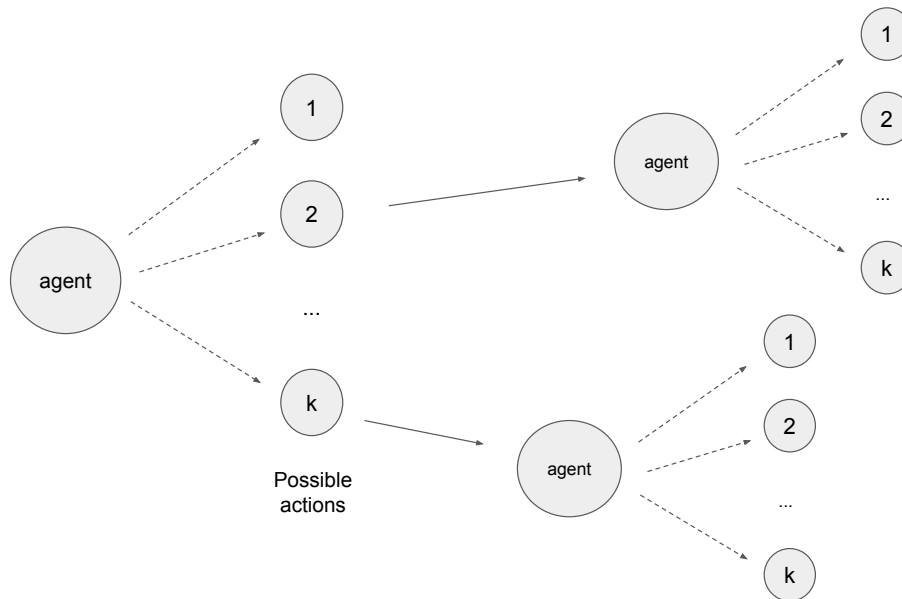 agent
1
2
...
k
Possible
actions
agent
1
2
...
k
agent
1
2
...
k